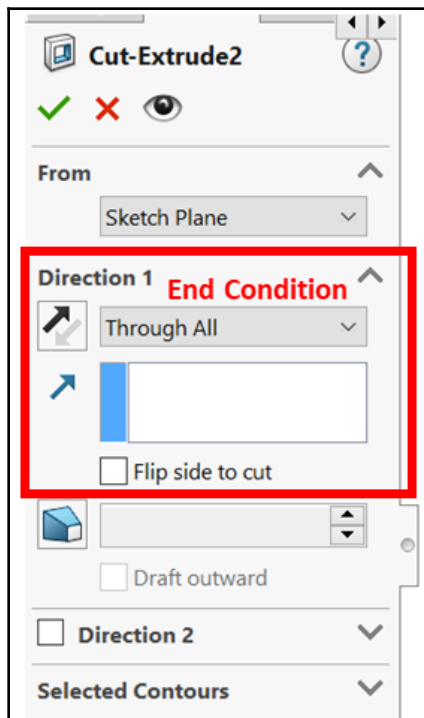 Cut-Extrude2
?
From
Sketch Plane
Direction 1 End Condition
Through All
Flip side to cut
Draft outward
Direction 2
Selected Contours